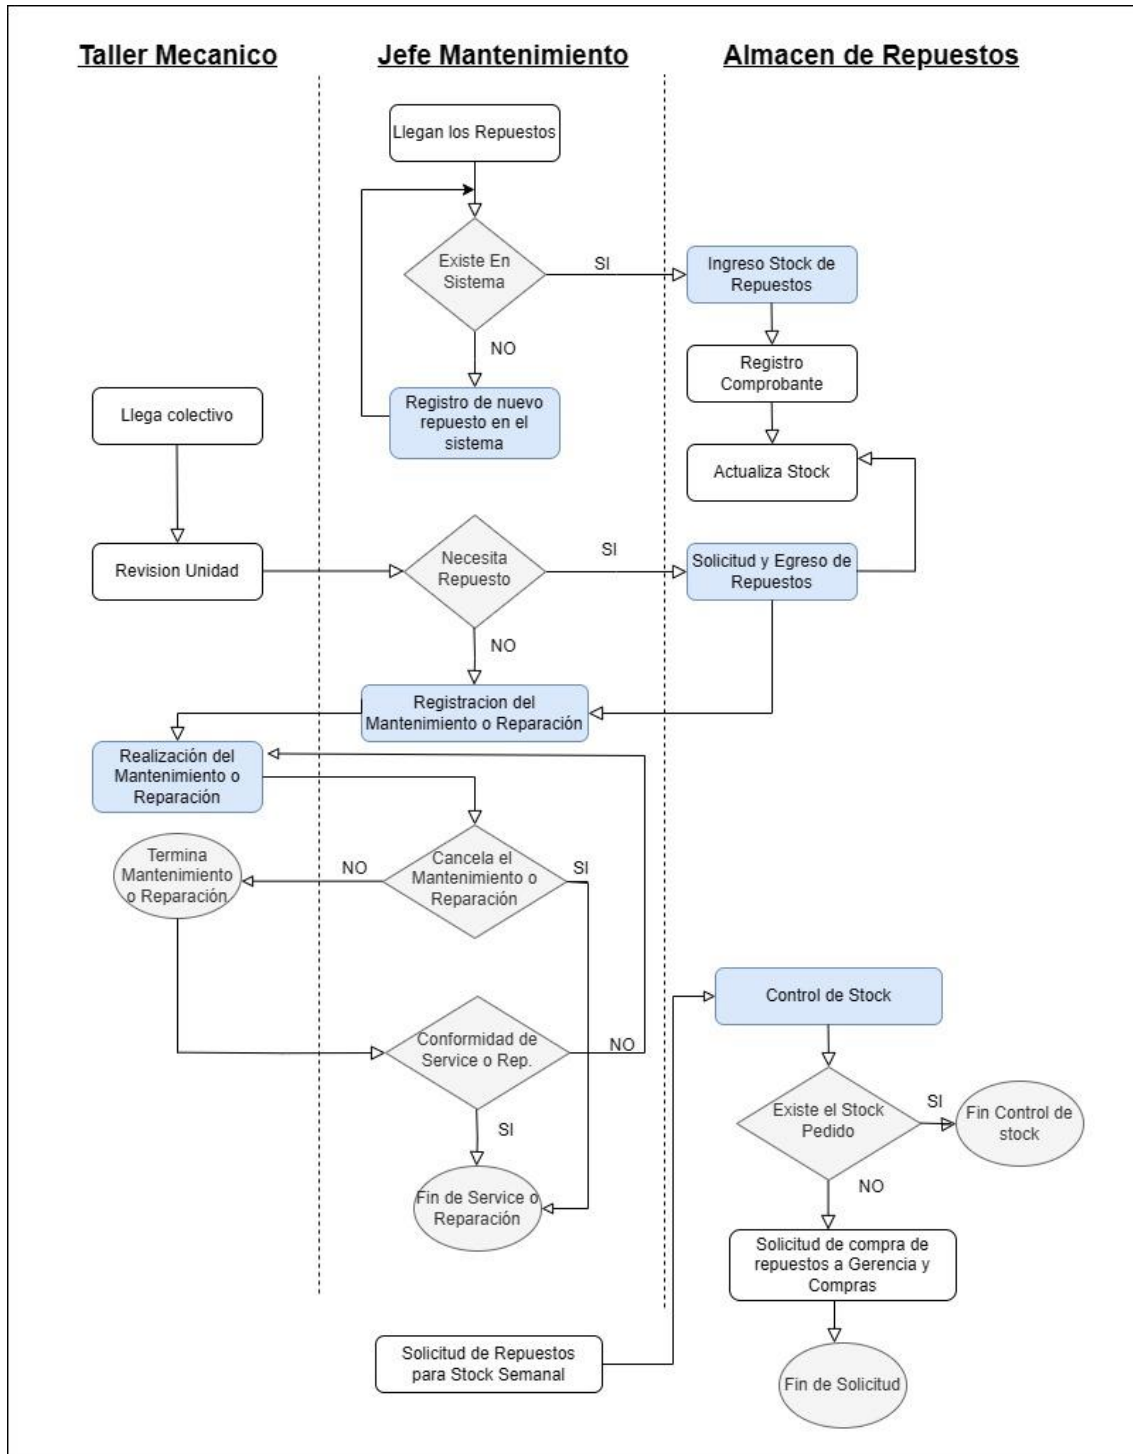 Taller Mecanico
Jefe Mantenimiento
Almacen de Repuestos
Llegan los Repuestos
Existe En
Sistema
SI
Ingreso Stock de
Repuestos
NO
Registro
Comprobante
Registro de nuevo
repuesto en el
sistema
Llega colectivo
Actualiza Stock
Revision Unidad
Necesita
Repuesto
SI
Solicitud y Egreso de
Repuestos
NO
Registracion del
Mantenimiento o Reparación
Realización del
Mantenimiento o
Reparación
Termina
Mantenimiento
o Reparación
NO
Cancela el
Mantenimiento o
Reparación
SI
Control de Stock
Conformidad de
Service o Rep.
NO
SI
Existe el Stock
Pedido
SI
Fin Control de
stock
NO
Fin de Service o
Reparación
Solicitud de compra de
repuestos a Gerencia y
Compras
Solicitud de Repuestos
para Stock Semanal
Fin de Solicitud